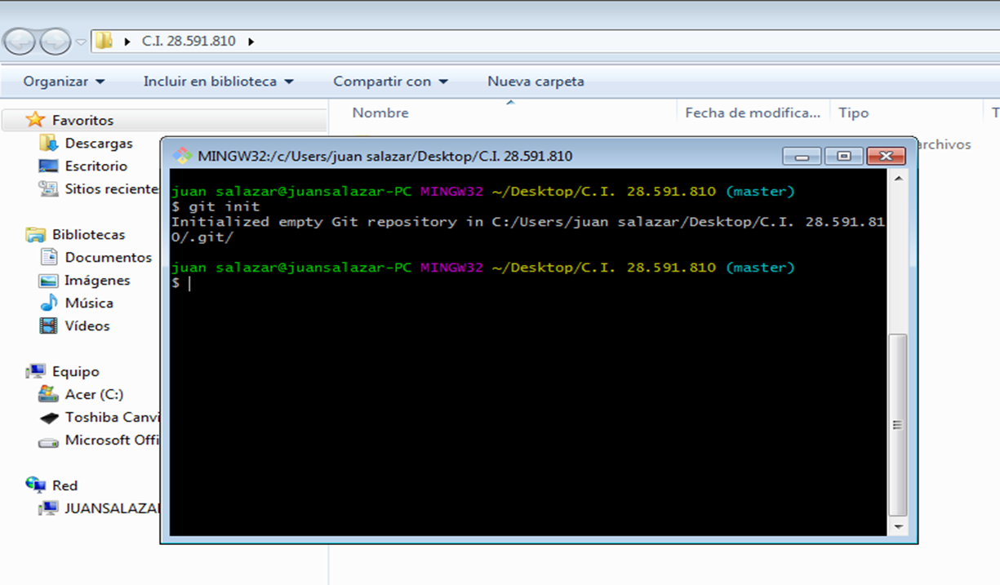 C.I. 28.591.810
Organizar
Incluir en biblioteca
Compartir con
Nueva carpeta
Nombre
Fecha de modifica...
Tipo
T
Favoritos
Descargas
Escritorio
Sitios reciente
Bibliotecas
Documentos
Imágenes
Música
Vídeos
Equipo
Acer (C:)
Toshiba Canvi
Microsoft Offi
Red
JUANSALAZA
archivos
MINGW32:/c/Users/juan salazar/Desktop/C.I. 28.591.810
juan salazar@juansalazar-PC MINGW32 ~/Desktop/C.I. 28.591.810 (master)
$ git init
Initialized empty Git repository in C:/Users/juan salazar/Desktop/C.I. 28.591.81
0/.git/
juan salazar@juansalazar-PC MINGW32 ~/Desktop/C.I. 28.591.810 (master)
$